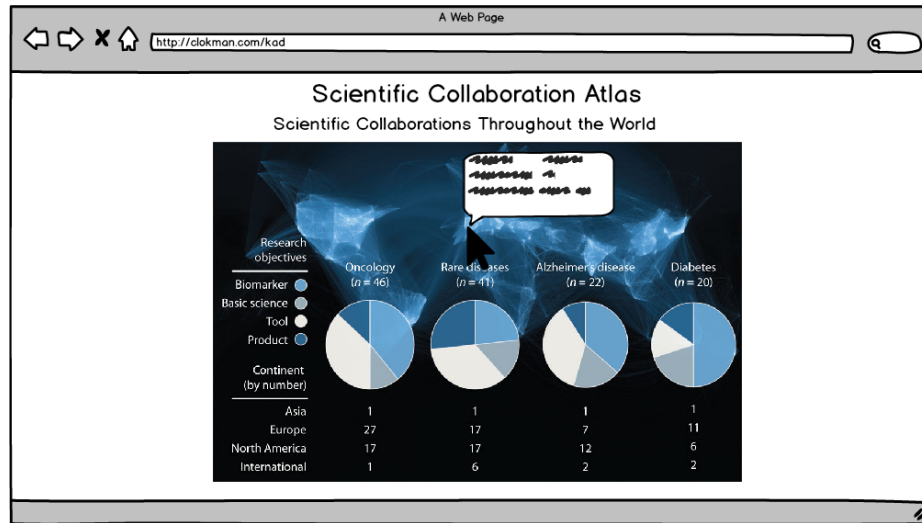 A Web Page
http://clokman.com/kad
Scientific Collaboration Atlas
Scientific Collaborations Throughout the World
Research
objectives
Biomarker
Basic science
Tool
Product
Oncology
(n = 46)
Rare diseases
(n = 41)
Alzheimer's disease
(n = 22)
Diabetes
(n = 20)
Continent
(by number)
Asia 1 1 1 1
Europe 27 17 7 11
North America 17 17 12 6
International 1 6 2 2